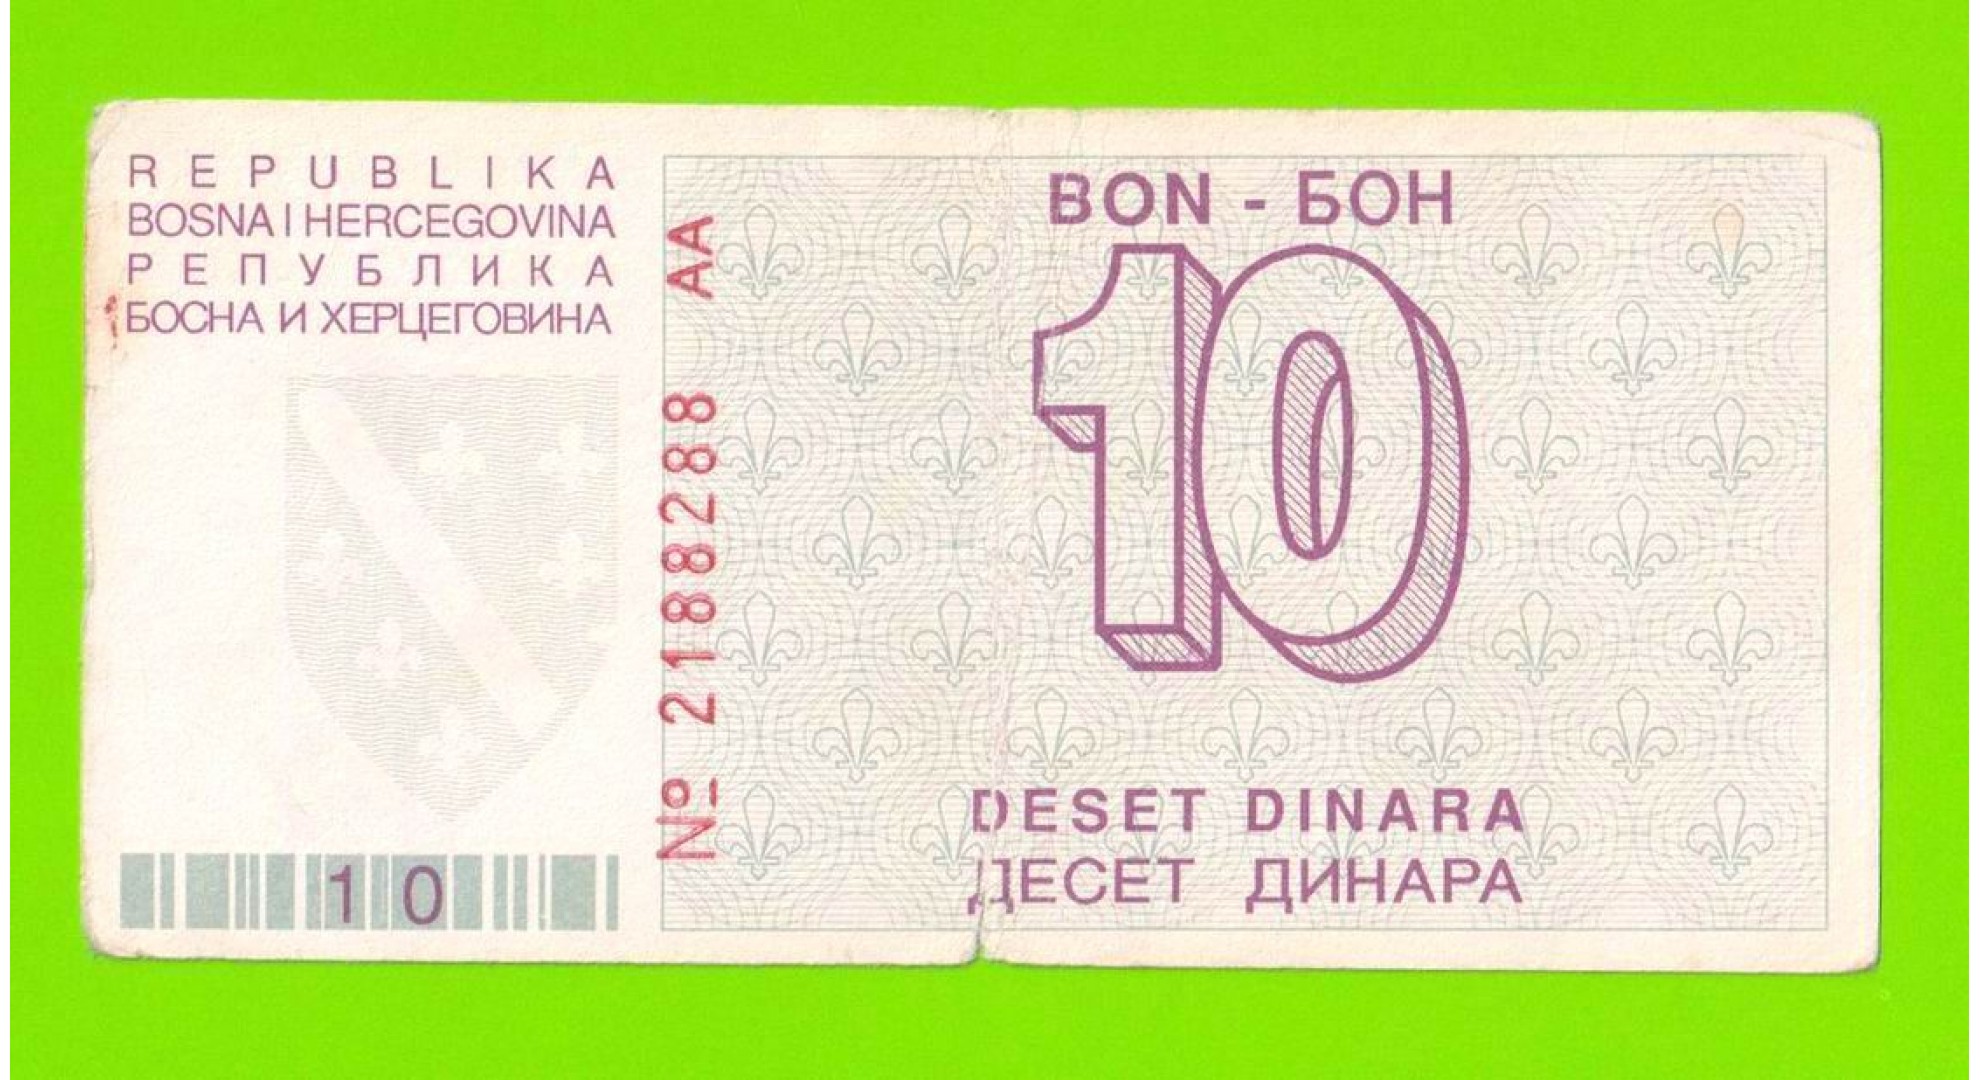 REPUBLIKA
BOSNA I HERCEGOVINA
РЕПУБЛИКА
БОСНА И ХЕРЦЕГОВИНА
10
№ 2188288 AA
BON - БОН
10
DESET DINARA
ДЕСЕТ ДИНАРА